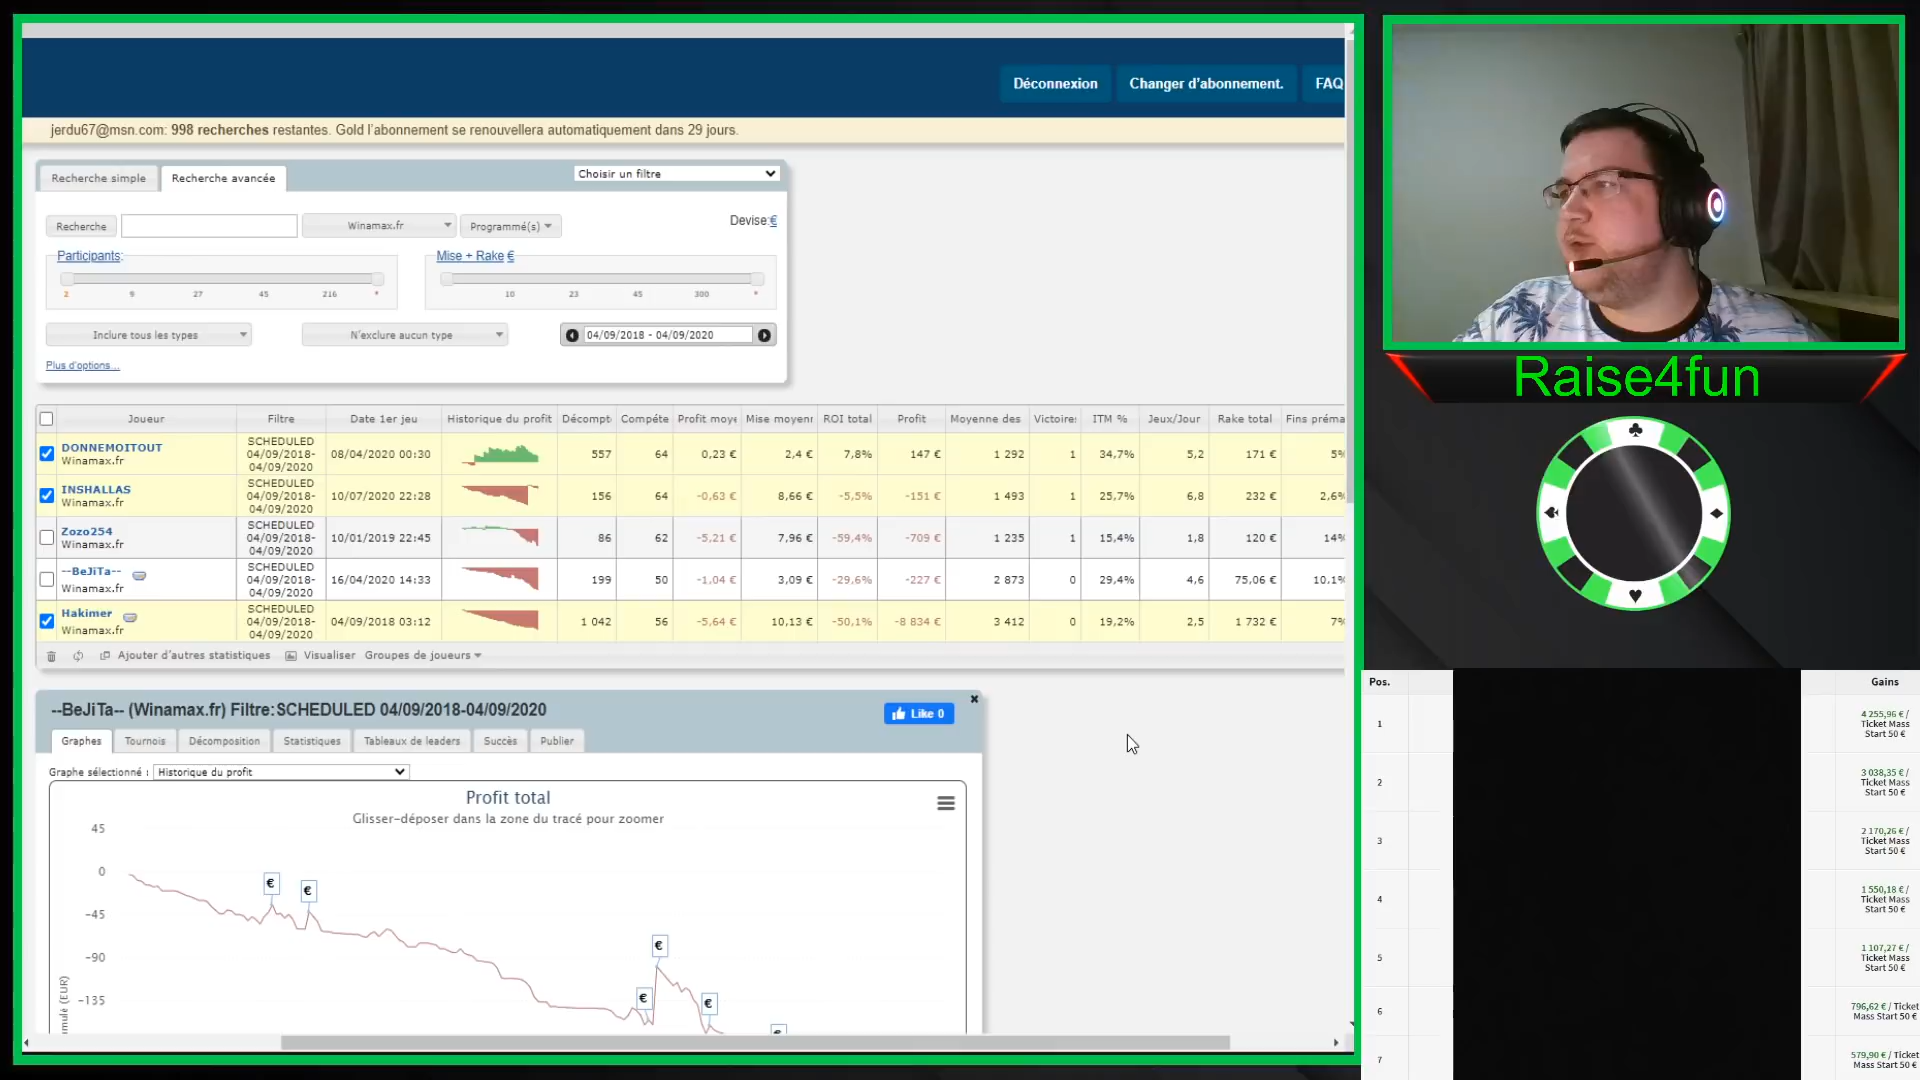 Déconnexion
Changer d'abonnement.
FAQ
jerdu67@msn.com: 998 recherches restantes. Gold l'abonnement se renouvellera automatiquement dans 29 jours.
Recherche simple
Recherche avancée
Choisir un filtre
Recherche
Winamax.fr
Programmé(s)
Devise:€
Participants:
2 9 27 45 216 *
Mise + Rake €
10 23 45 300 *
Inclure tous les types
N'exclure aucun type
04/09/2018 - 04/09/2020
Plus d'options...
Joueur Filtre Date 1er jeu Historique du profit Décompt Compéte Profit moye Mise moyenr ROI total Profit Moyenne des Victoire: ITM % Jeux/Jour Rake total Fins préma
DONNEMOITOUT
Winamax.fr
SCHEDULED
04/09/2018-
04/09/2020
08/04/2020 00:30 557 64 0,23 € 2,4 € 7,8% 147 € 1 292 1 34,7% 5,2 171 € 5%
INSHALLAS
Winamax.fr
SCHEDULED
04/09/2018-
04/09/2020
10/07/2020 22:28 156 64 -0,63 € 8,66 € -5,5% -151 € 1 493 1 25,7% 6,8 232 € 2,6%
Zozo254
Winamax.fr
SCHEDULED
04/09/2018-
04/09/2020
10/01/2019 22:45 86 62 -5,21 € 7,96 € -59,4% -709 € 1 235 1 15,4% 1,8 120 € 14%
--BeJiTa--
Winamax.fr
SCHEDULED
04/09/2018-
04/09/2020
16/04/2020 14:33 199 50 -1,04 € 3,09 € -29,6% -227 € 2 873 0 29,4% 4,6 75,06 € 10.1%
Hakimer
Winamax.fr
SCHEDULED
04/09/2018-
04/09/2020
04/09/2018 03:12 1 042 56 -5,64 € 10,13 € -50,1% -8 834 € 3 412 0 19,2% 2,5 1 732 € 7%
Ajouter d'autres statistiques
Visualiser
Groupes de joueurs
--BeJiTa-- (Winamax.fr) Filtre:SCHEDULED 04/09/2018-04/09/2020
Like 0
Graphes Tournois Décomposition Statistiques Tableaux de leaders Succès Publier
Graphe sélectionné : Historique du profit
Profit total
Glisser-déposer dans la zone du tracé pour zoomer
45
0
-45
-90
-135
mulé (EUR)
€
€
€
€
€
€
Raise4fun
Pos. Gains
1
4 255,96 € /
Ticket Mass
Start 50 €
2
3 038,35 € /
Ticket Mass
Start 50 €
3
2 170,26 € /
Ticket Mass
Start 50 €
4
1 550,18 € /
Ticket Mass
Start 50 €
5
1 107,27 € /
Ticket Mass
Start 50 €
6
796,62 € / Ticket
Mass Start 50 €
7
579,90 € / Ticket
Mass Start 50 €